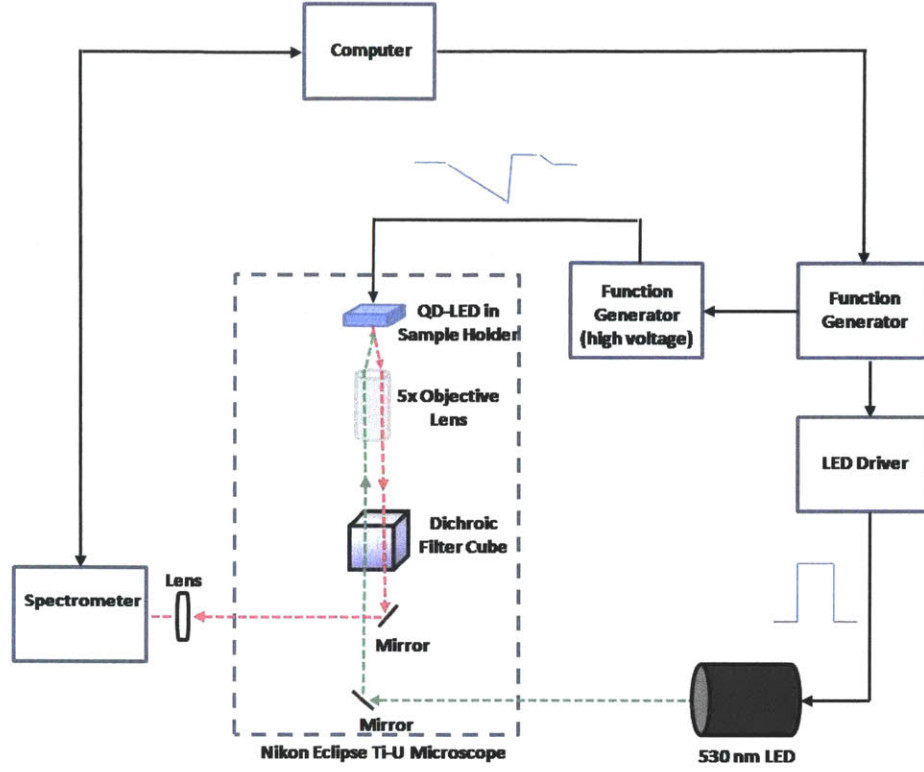 Computer
Function
Generator
(high voltage)
Function
Generator
QD-LED in
Sample Holder
5x Objective
Lens
LED Driver
Dichroic
Filter Cube
Lens
Spectrometer
Mirror
Mirror
Nikon Eclipse Ti-U Microscope
530 nm LED